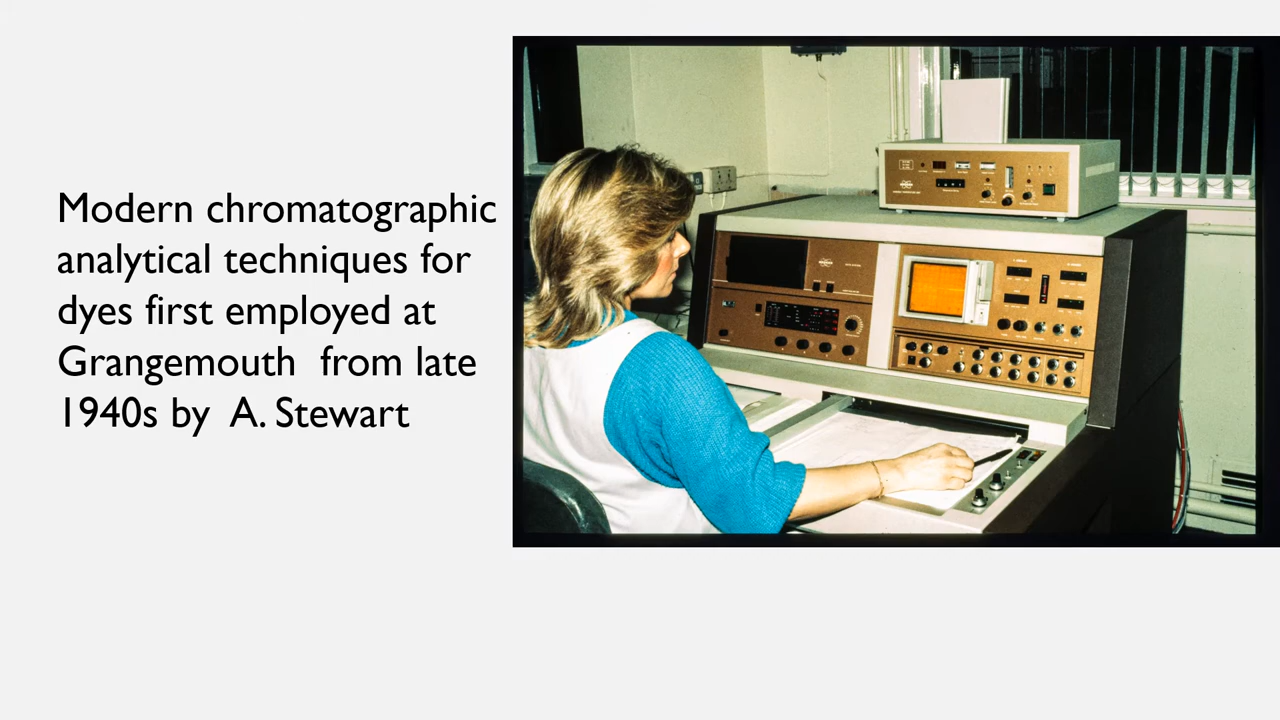 Modern chromatographic
analytical techniques for
dyes first employed at
Grangemouth  from late
1940s by  A. Stewart